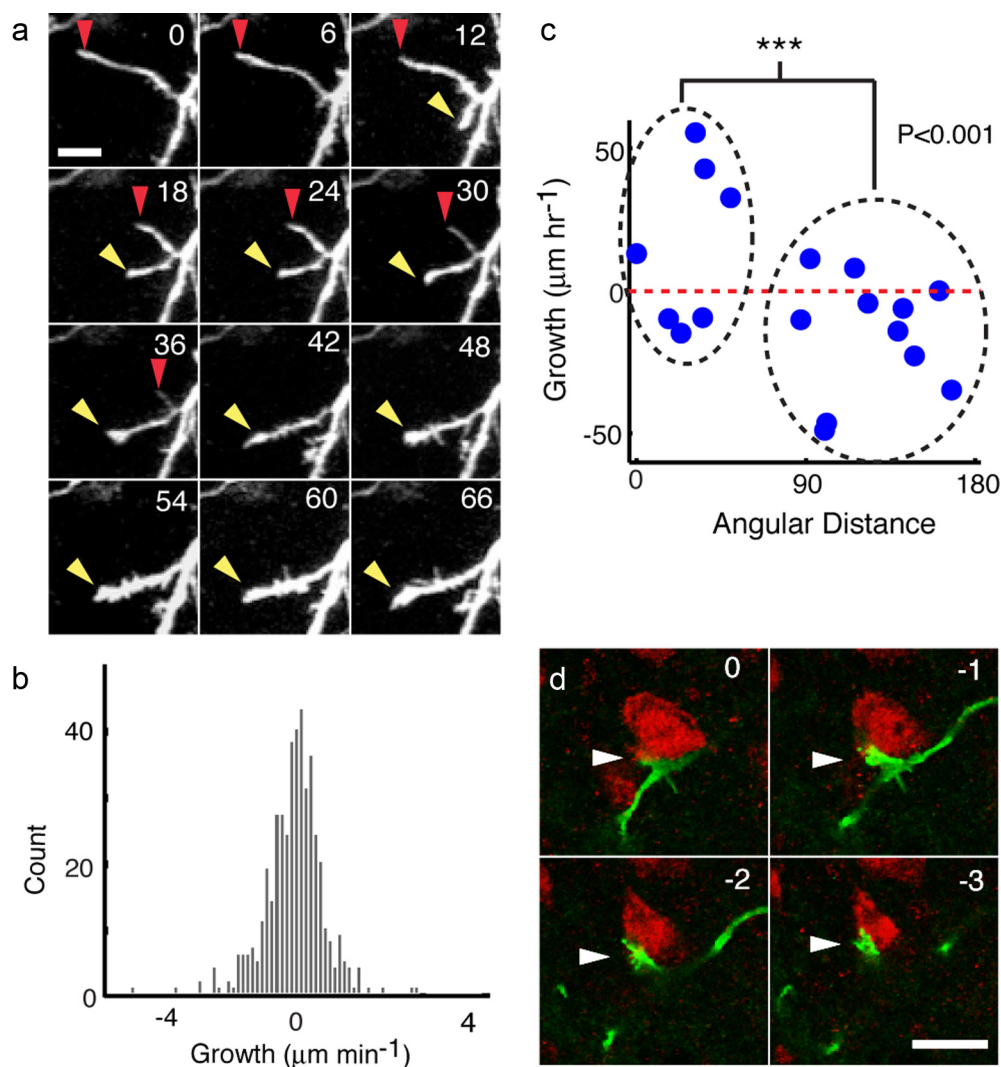 a
0 6 12
18 24 30
36 42 48
54 60 66
b
40
20
0
-4 0 4
Count
Growth (μm min⁻¹)
c
***
P<0.001
50
0
-50
0 90 180
Growth (μm hr⁻¹)
Angular Distance
d
0 -1
-2 -3